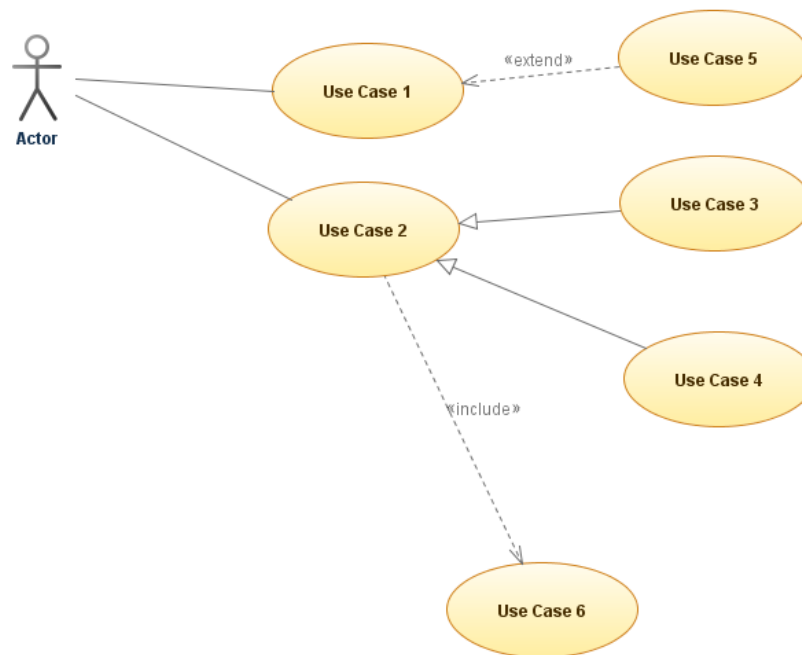 Actor
Use Case 1
«extend»
Use Case 5
Use Case 2
Use Case 3
Use Case 4
«include»
Use Case 6